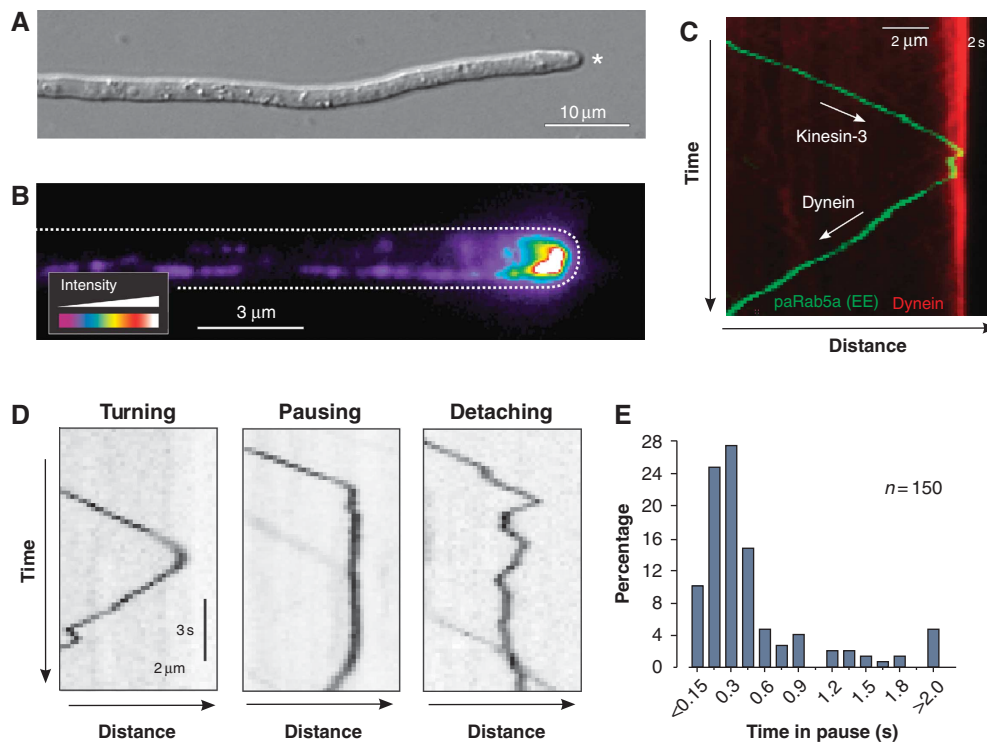 A
*
10 μm
B
Intensity
3 μm
C
2 μm
2 s
Kinesin-3
Dynein
paRab5a (EE) Dynein
Time
Distance
D
Turning Pausing Detaching
Time
3 s
2 μm
Distance Distance Distance
E
28
24
20
16
12
8
4
0
n = 150
Percentage
<0.15 0.3 0.6 0.9 1.2 1.5 1.8 >2.0
Time in pause (s)